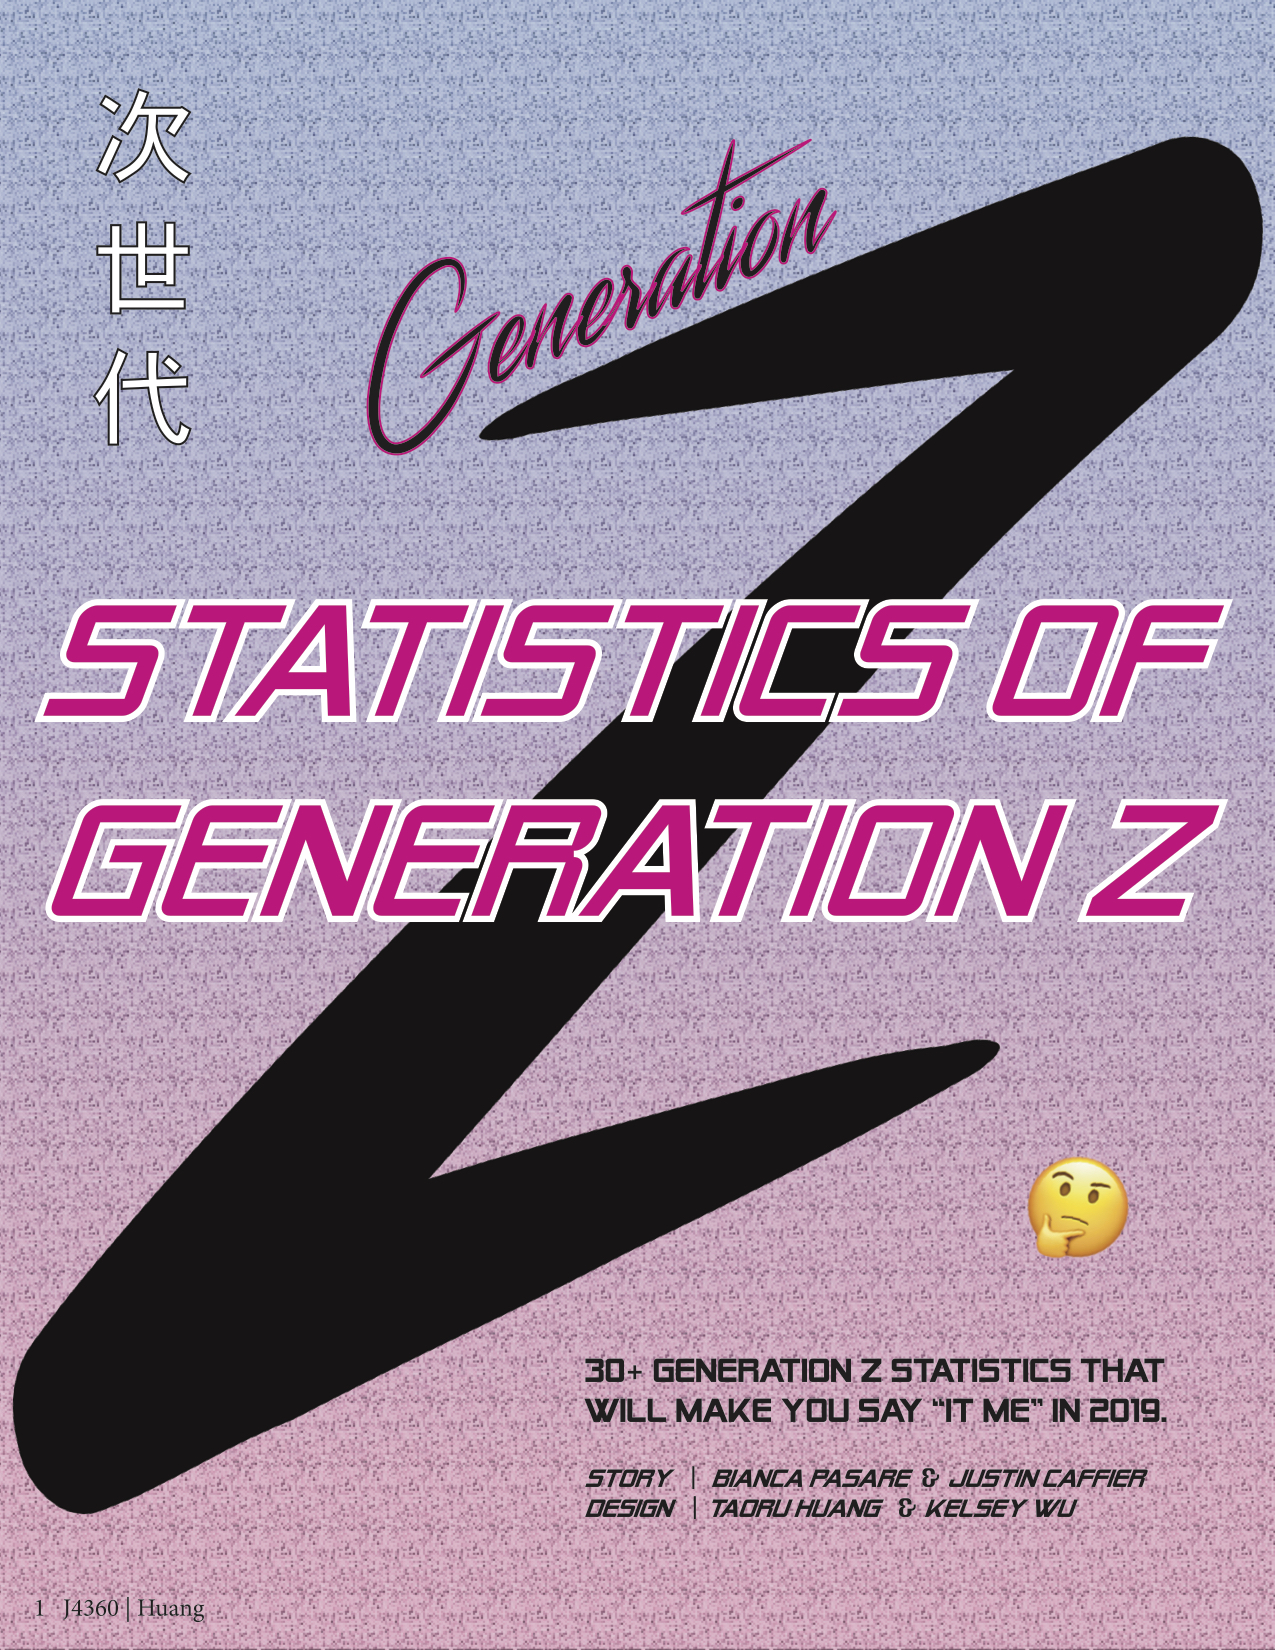 次世代
Generation
Z
STATISTICS OF
GENERATION Z
30+ GENERATION Z STATISTICS THAT
WILL MAKE YOU SAY “IT ME” IN 2019.
STORY | BIANCA PASARE & JUSTIN CAFFIER
DESIGN | TAORU HUANG & KELSEY WU
1 J4360 | Huang